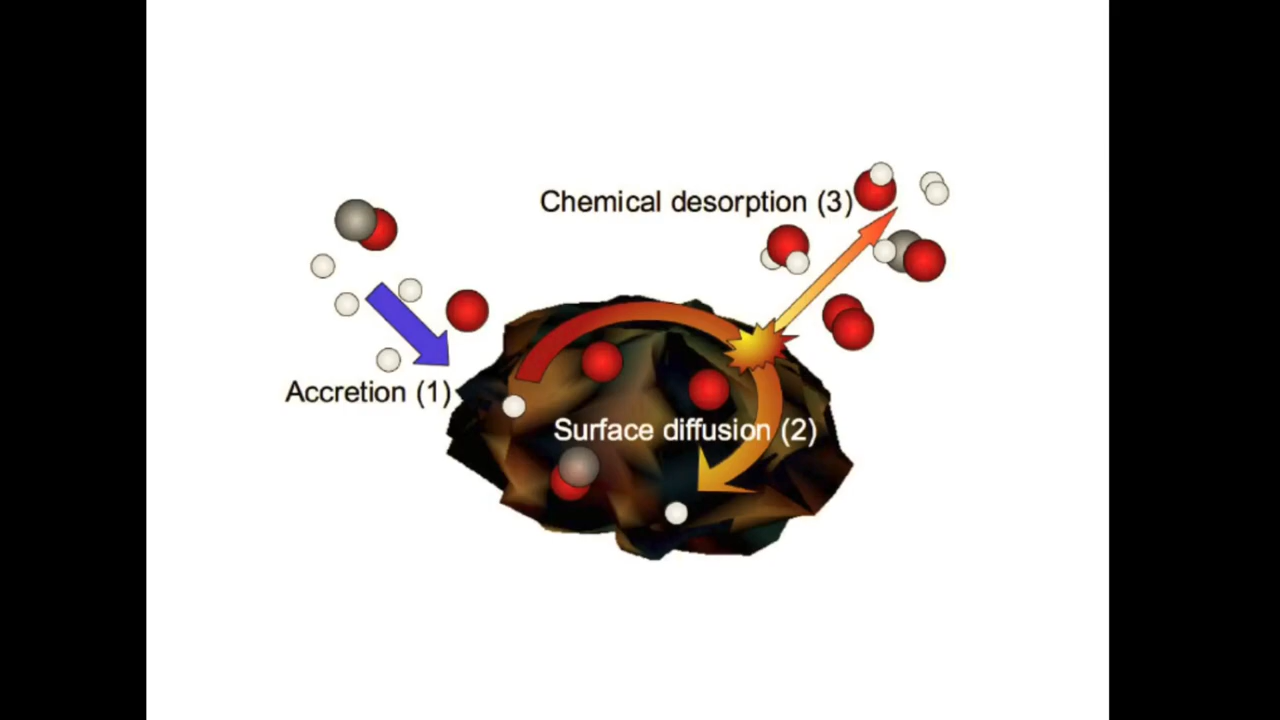 Chemical desorption (3)
Accretion (1)
Surface diffusion (2)